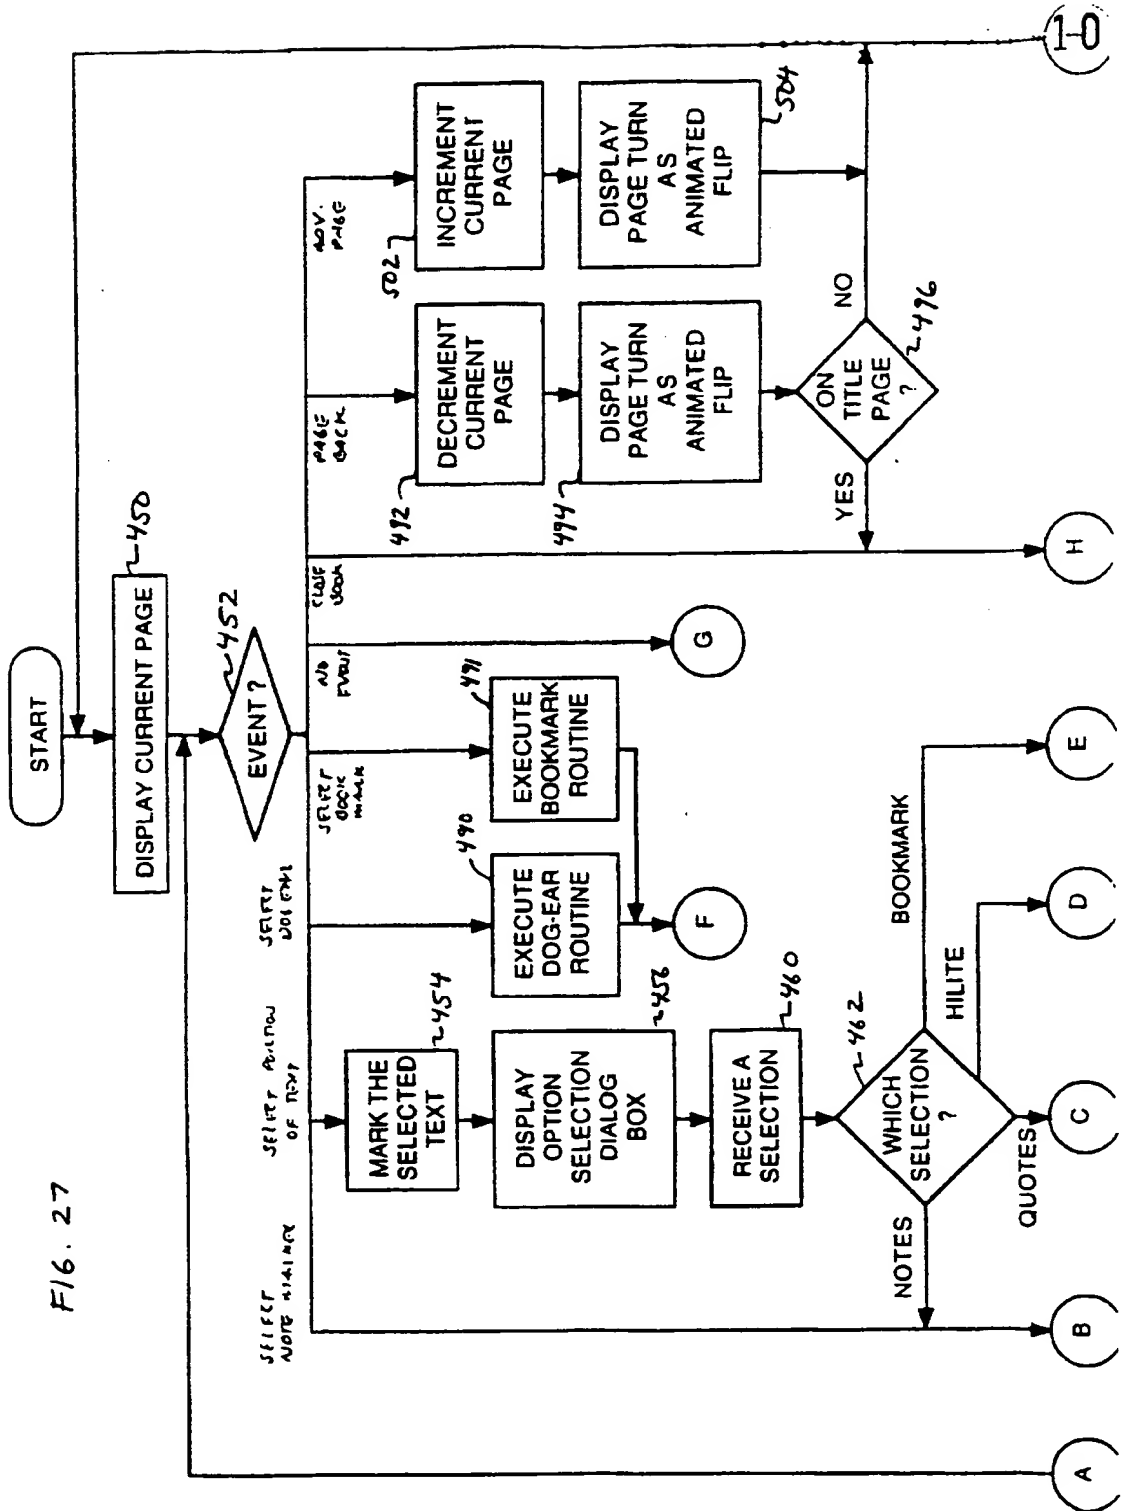 FIG. 27
START
DISPLAY CURRENT PAGE
450
EVENT ?
452
SELECT
NOTE MARKER
SELECT PORTION
OF TEXT
SELECT
DOG EAR
SELECT
BOOK
MARK
NO
EVENT
CLOSE
BOOK
PAGE
BACK
ADV.
PAGE
MARK THE
SELECTED
TEXT
454
DISPLAY
OPTION
SELECTION
DIALOG
BOX
456
RECEIVE A
SELECTION
460
WHICH
SELECTION
?
462
NOTES
QUOTES
HILITE
BOOKMARK
EXECUTE
DOG-EAR
ROUTINE
490
EXECUTE
BOOKMARK
ROUTINE
491
DECREMENT
CURRENT
PAGE
492
DISPLAY
PAGE TURN
AS
ANIMATED
FLIP
494
ON
TITLE
PAGE
?
496
YES
NO
INCREMENT
CURRENT
PAGE
502
DISPLAY
PAGE TURN
AS
ANIMATED
FLIP
504
F
G
A
B
C
D
E
H